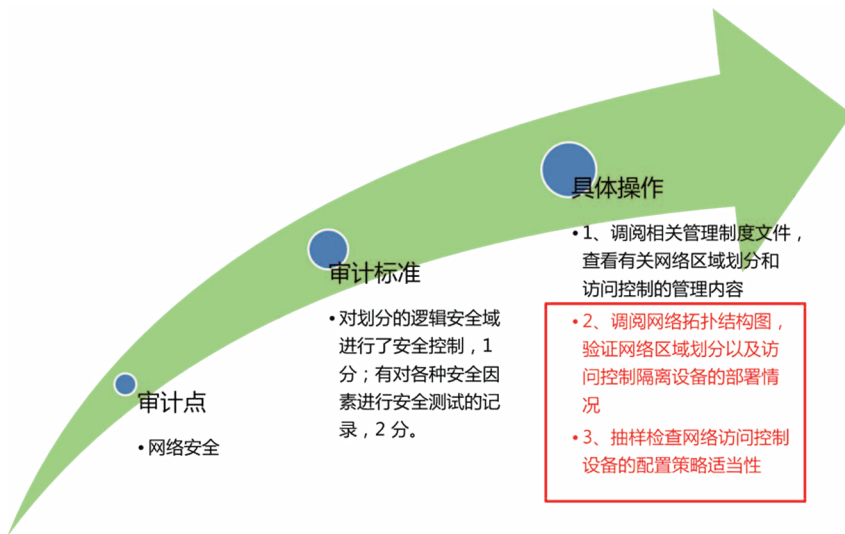 审计点
•网络安全
审计标准
•对划分的逻辑安全域
进行了安全控制，1
分；有对各种安全因
素进行安全测试的记
录，2 分。
具体操作
•1、调阅相关管理制度文件，
查看有关网络区域划分和
访问控制的管理内容
•2、调阅网络拓扑结构图，
验证网络区域划分以及访
问控制隔离设备的部署情
况
•3、抽样检查网络访问控制
设备的配置策略适当性